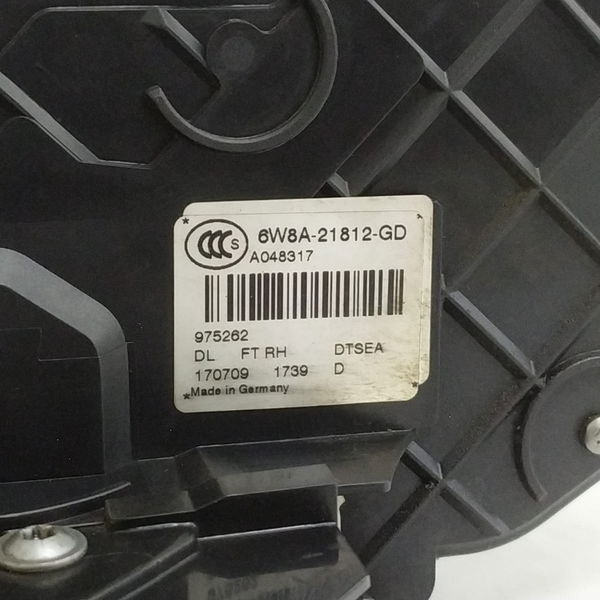 CCC S 6W8A-21812-GD
A048317
975262
DL FT RH DTSEA
170709 1739 D
*Made in Germany